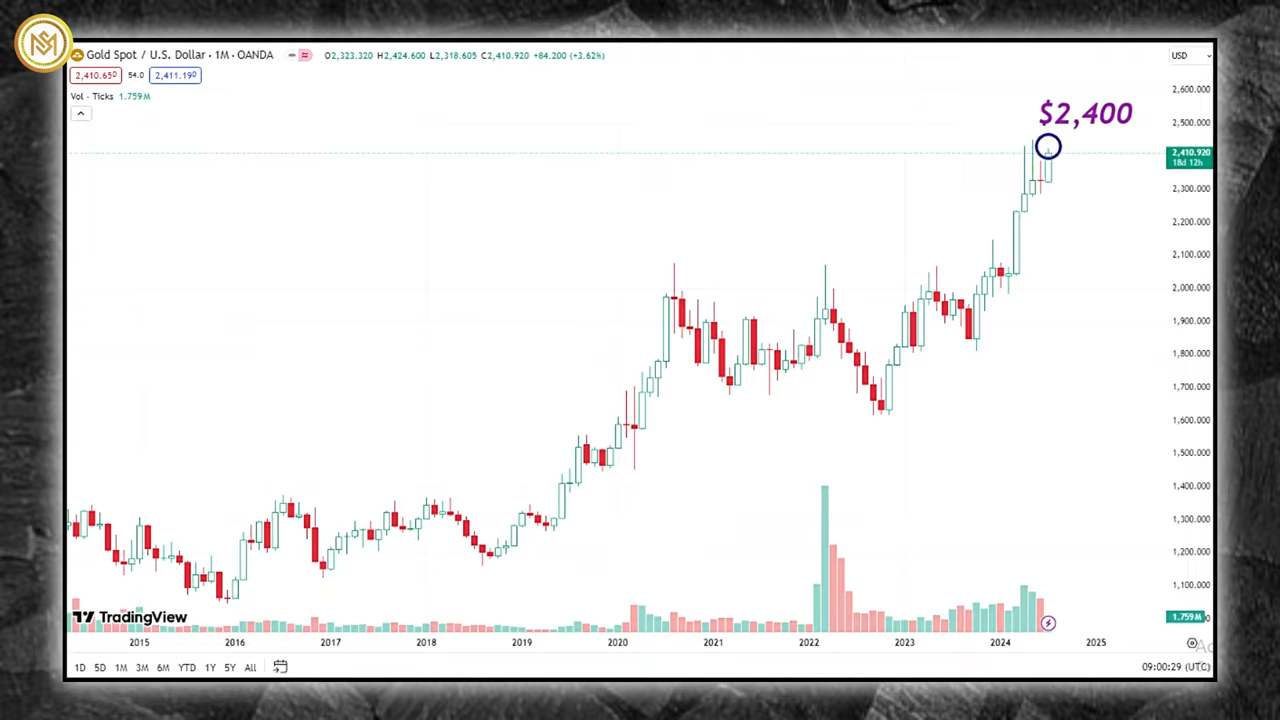 Gold Spot / U.S. Dollar · 1M · OANDA O2,323.320 H2,424.600 L2,318.605 C2,410.920 +84.200 (+3.62%)
USD
2,410.650 54.0 2,411.190
Vol · Ticks 1.759M
$2,400
2,600.000
2,500.000
2,410.920
18d 12h
2,300.000
2,200.000
2,100.000
2,000.000
1,900.000
1,800.000
1,700.000
1,600.000
1,500.000
1,400.000
1,300.000
1,200.000
1,100.000
1.759M
TradingView
2015 2016 2017 2018 2019 2020 2021 2022 2023 2024 2025
1D 5D 1M 3M 6M YTD 1Y 5Y All
09:00:29 (UTC)